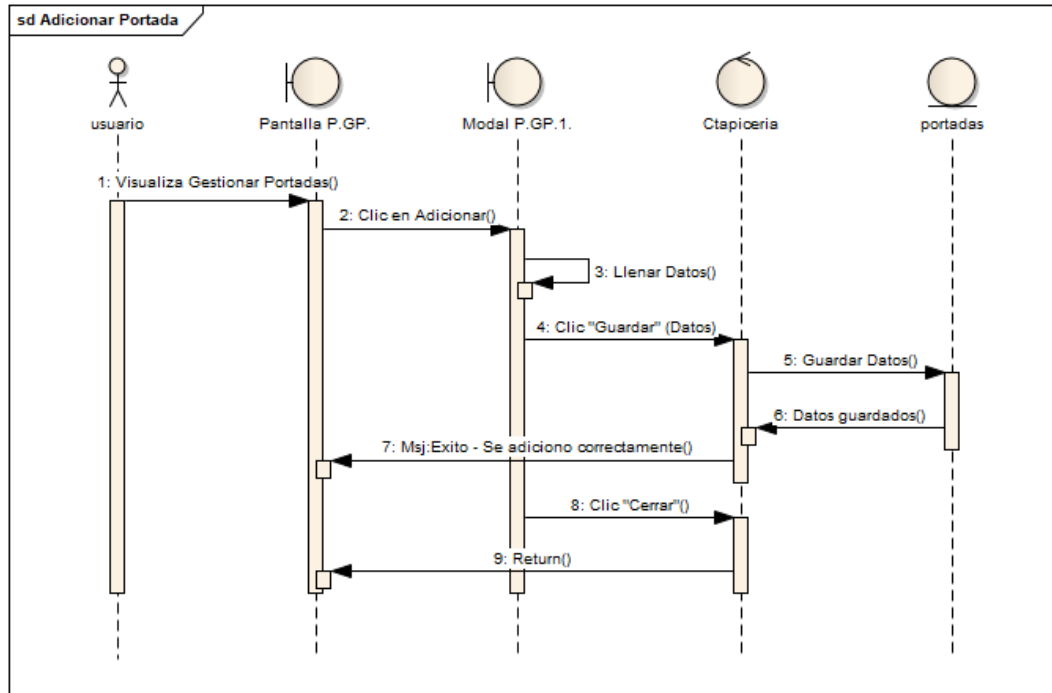 sd Adicionar Portada
usuario
Pantalla P.GP.
Modal P.GP.1.
Ctapiceria
portadas
1: Visualiza Gestionar Portadas()
2: Clic en Adicionar()
3: Llenar Datos()
4: Clic "Guardar" (Datos)
5: Guardar Datos()
6: Datos guardados()
7: Msj:Exito - Se adiciono correctamente()
8: Clic "Cerrar"()
9: Return()